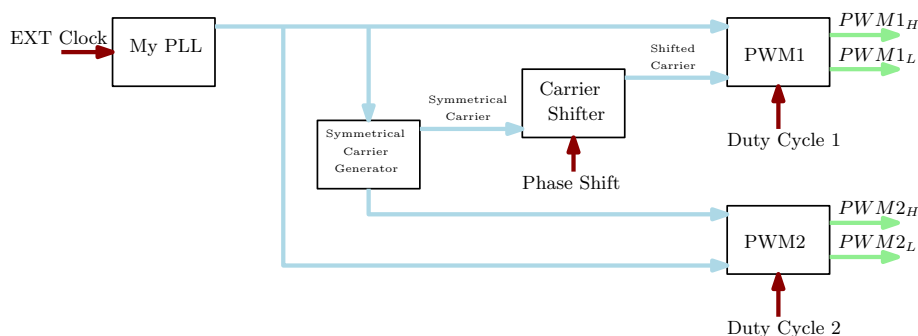 EXT Clock
My PLL
Symmetrical
Carrier
Generator
Symmetrical
Carrier
Carrier
Shifter
Phase Shift
Shifted
Carrier
PWM1
PWM1_H
PWM1_L
Duty Cycle 1
PWM2
PWM2_H
PWM2_L
Duty Cycle 2